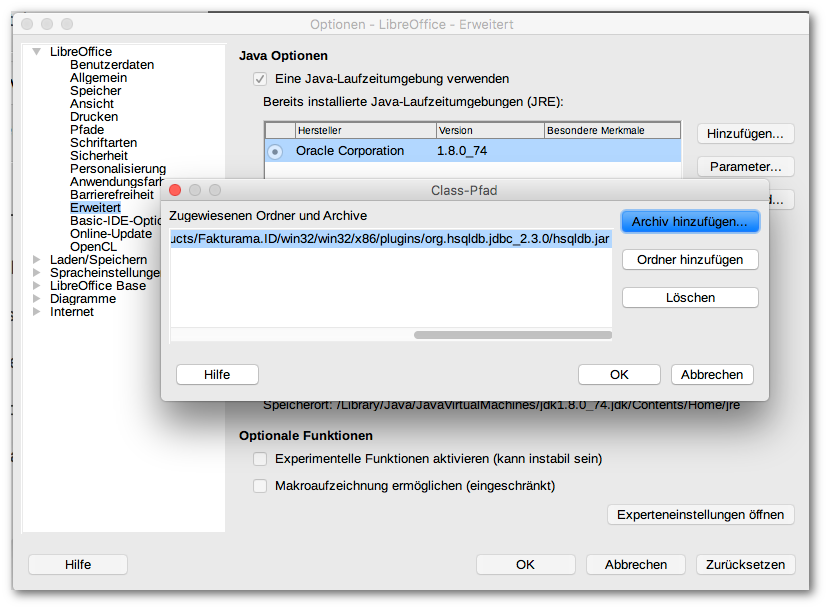 Optionen - LibreOffice - Erweitert
LibreOffice
Benutzerdaten
Allgemein
Speicher
Ansicht
Drucken
Pfade
Schriftarten
Sicherheit
Personalisierung
Anwendungsfarb
Barrierefreiheit
Erweitert
Basic-IDE-Optio
Online-Update
OpenCL
Laden/Speichern
Spracheinstellunge
LibreOffice Base
Diagramme
Internet
Java Optionen
Eine Java-Laufzeitumgebung verwenden
Bereits installierte Java-Laufzeitumgebungen (JRE):
Hersteller Version Besondere Merkmale
Oracle Corporation 1.8.0_74
Hinzufügen...
Parameter...
d...
Class-Pfad
Zugewiesenen Ordner und Archive
ucts/Fakturama.ID/win32/win32/x86/plugins/org.hsqldb.jdbc_2.3.0/hsqldb.jar
Archiv hinzufügen...
Ordner hinzufügen
Löschen
Hilfe
OK
Abbrechen
Speicherort: /Library/Java/JavaVirtualMachines/jdk1.8.0_74.jdk/Contents/Home/jre
Optionale Funktionen
Experimentelle Funktionen aktivieren (kann instabil sein)
Makroaufzeichnung ermöglichen (eingeschränkt)
Experteneinstellungen öffnen
Hilfe
OK
Abbrechen
Zurücksetzen